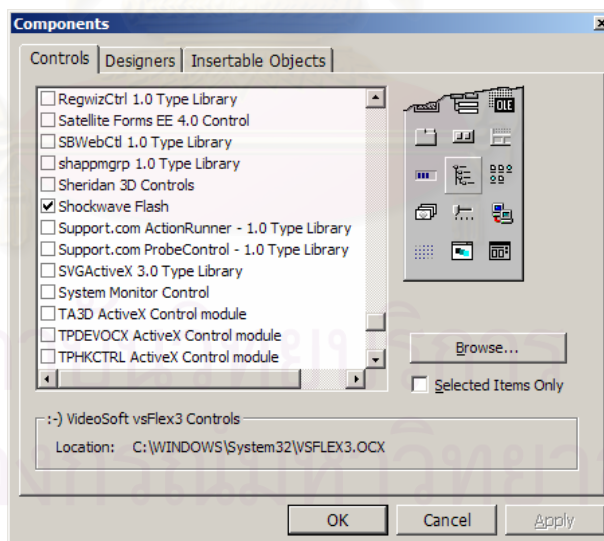 Components
Controls
Designers
Insertable Objects
RegwizCtrl 1.0 Type Library
Satellite Forms EE 4.0 Control
SBWebCtl 1.0 Type Library
shappmgrp 1.0 Type Library
Sheridan 3D Controls
Shockwave Flash
Support.com ActionRunner - 1.0 Type Library
Support.com ProbeControl - 1.0 Type Library
SVGActiveX 3.0 Type Library
System Monitor Control
TA3D ActiveX Control module
TPDEVOCX ActiveX Control module
TPHKCTRL ActiveX Control module
OLE
Browse...
Selected Items Only
:-) VideoSoft vsFlex3 Controls
Location: C:\WINDOWS\System32\VSFLEX3.OCX
OK
Cancel
Apply